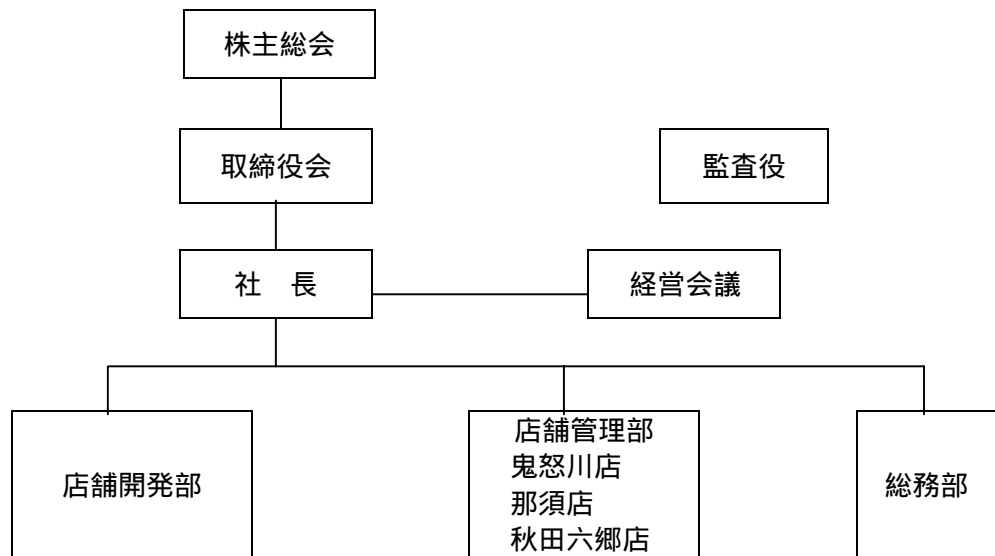 株主総会
取締役会
監査役
社　長
経営会議
店舗開発部
店舗管理部
鬼怒川店
那須店
秋田六郷店
総務部